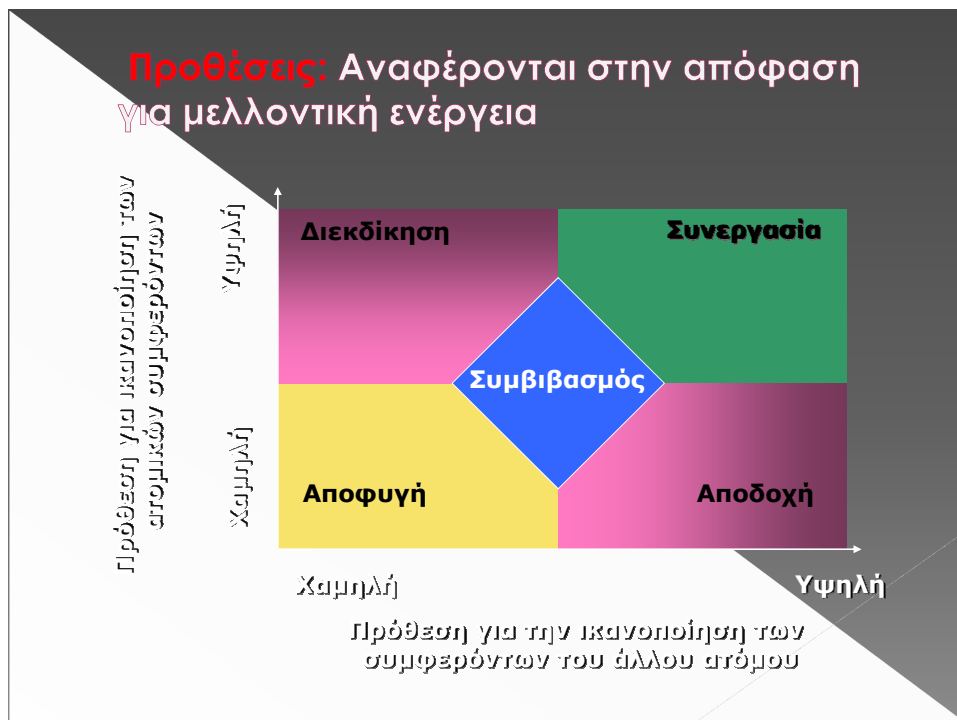 Προθέσεις: Αναφέρονται στην απόφαση
για μελλοντική ενέργεια
Πρόθεση για ικανοποίηση των
ατομικών συμφερόντων
Υψηλή
Χαμηλή
Διεκδίκηση
Συνεργασία
Συμβιβασμός
Αποφυγή
Αποδοχή
Χαμηλή
Υψηλή
Πρόθεση για την ικανοποίηση των
συμφερόντων του άλλου ατόμου